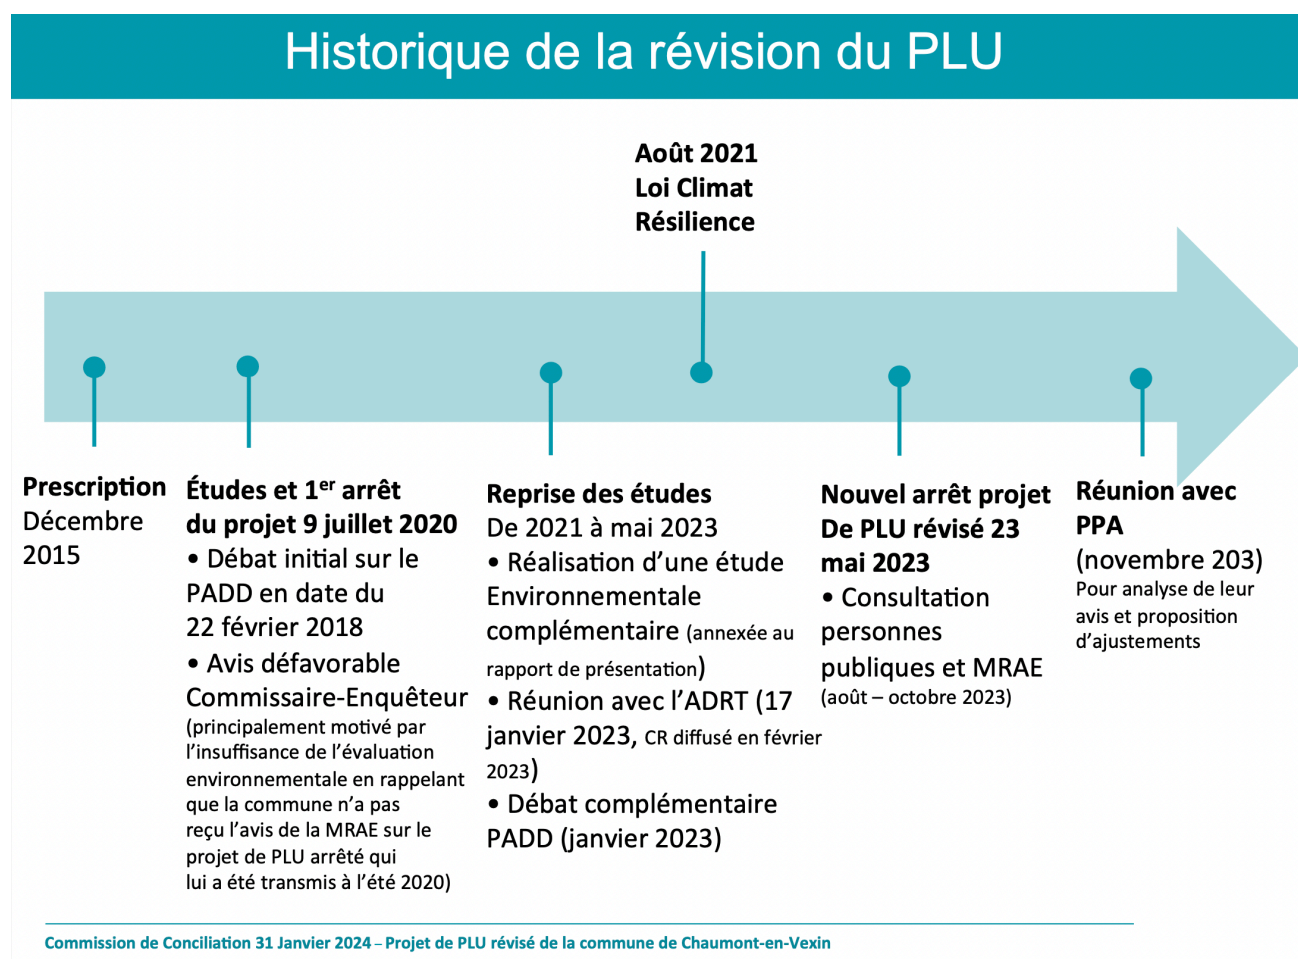 Historique de la révision du PLU
Août 2021
Loi Climat
Résilience
Prescription
Décembre
2015
Études et 1er arrêt
du projet 9 juillet 2020
• Débat initial sur le
PADD en date du
22 février 2018
• Avis défavorable
Commissaire-Enquêteur
(principalement motivé par
l’insuffisance de l’évaluation
environnementale en rappelant
que la commune n’a pas
reçu l’avis de la MRAE sur le
projet de PLU arrêté qui
lui a été transmis à l’été 2020)
Reprise des études
De 2021 à mai 2023
• Réalisation d’une étude
Environnementale
complémentaire (annexée au
rapport de présentation)
• Réunion avec l’ADRT (17
janvier 2023, CR diffusé en février
2023)
• Débat complémentaire
PADD (janvier 2023)
Nouvel arrêt projet
De PLU révisé 23
mai 2023
• Consultation
personnes
publiques et MRAE
(août – octobre 2023)
Réunion avec
PPA
(novembre 203)
Pour analyse de leur
avis et proposition
d’ajustements
Commission de Conciliation 31 Janvier 2024 – Projet de PLU révisé de la commune de Chaumont-en-Vexin